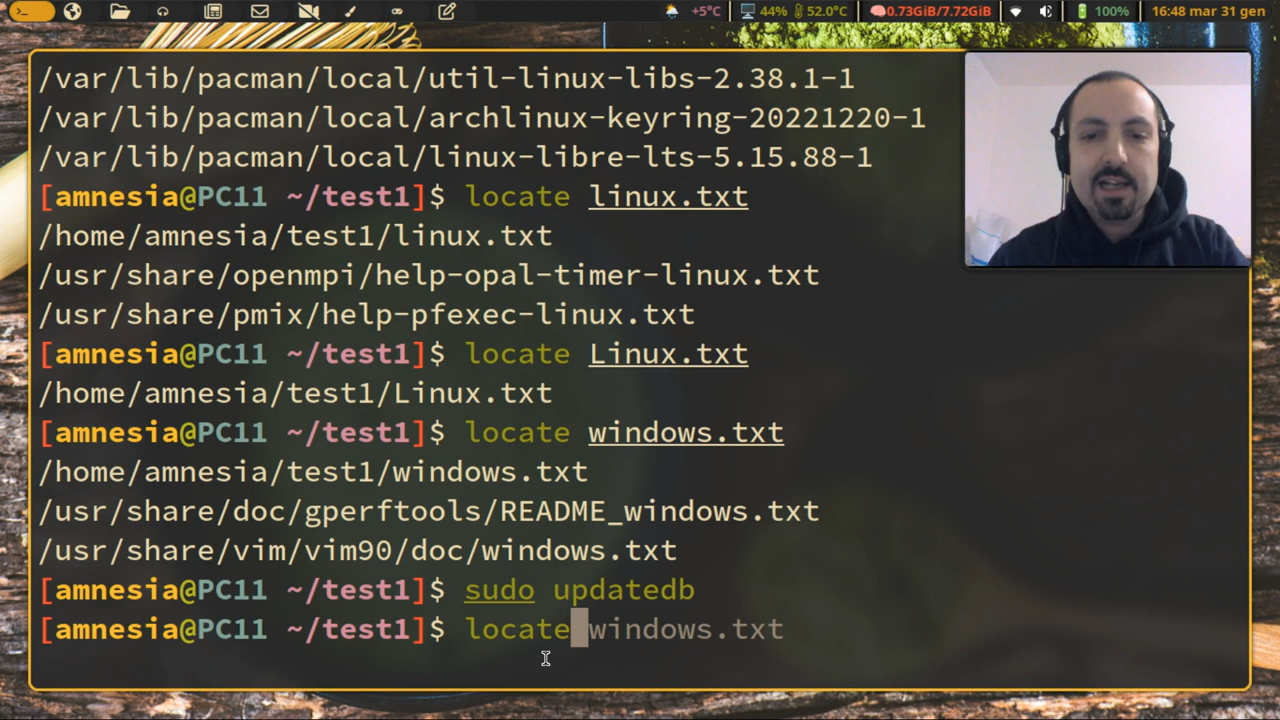 +5°C 44% 52.0°C 0.73GiB/7.72GiB 100% 16:48 mar 31 gen
/var/lib/pacman/local/util-linux-libs-2.38.1-1
/var/lib/pacman/local/archlinux-keyring-20221220-1
/var/lib/pacman/local/linux-libre-lts-5.15.88-1
[amnesia@PC11 ~/test1]$ locate linux.txt
/home/amnesia/test1/linux.txt
/usr/share/openmpi/help-opal-timer-linux.txt
/usr/share/pmix/help-pfexec-linux.txt
[amnesia@PC11 ~/test1]$ locate Linux.txt
/home/amnesia/test1/Linux.txt
[amnesia@PC11 ~/test1]$ locate windows.txt
/home/amnesia/test1/windows.txt
/usr/share/doc/gperftools/README_windows.txt
/usr/share/vim/vim90/doc/windows.txt
[amnesia@PC11 ~/test1]$ sudo updatedb
[amnesia@PC11 ~/test1]$ locate windows.txt